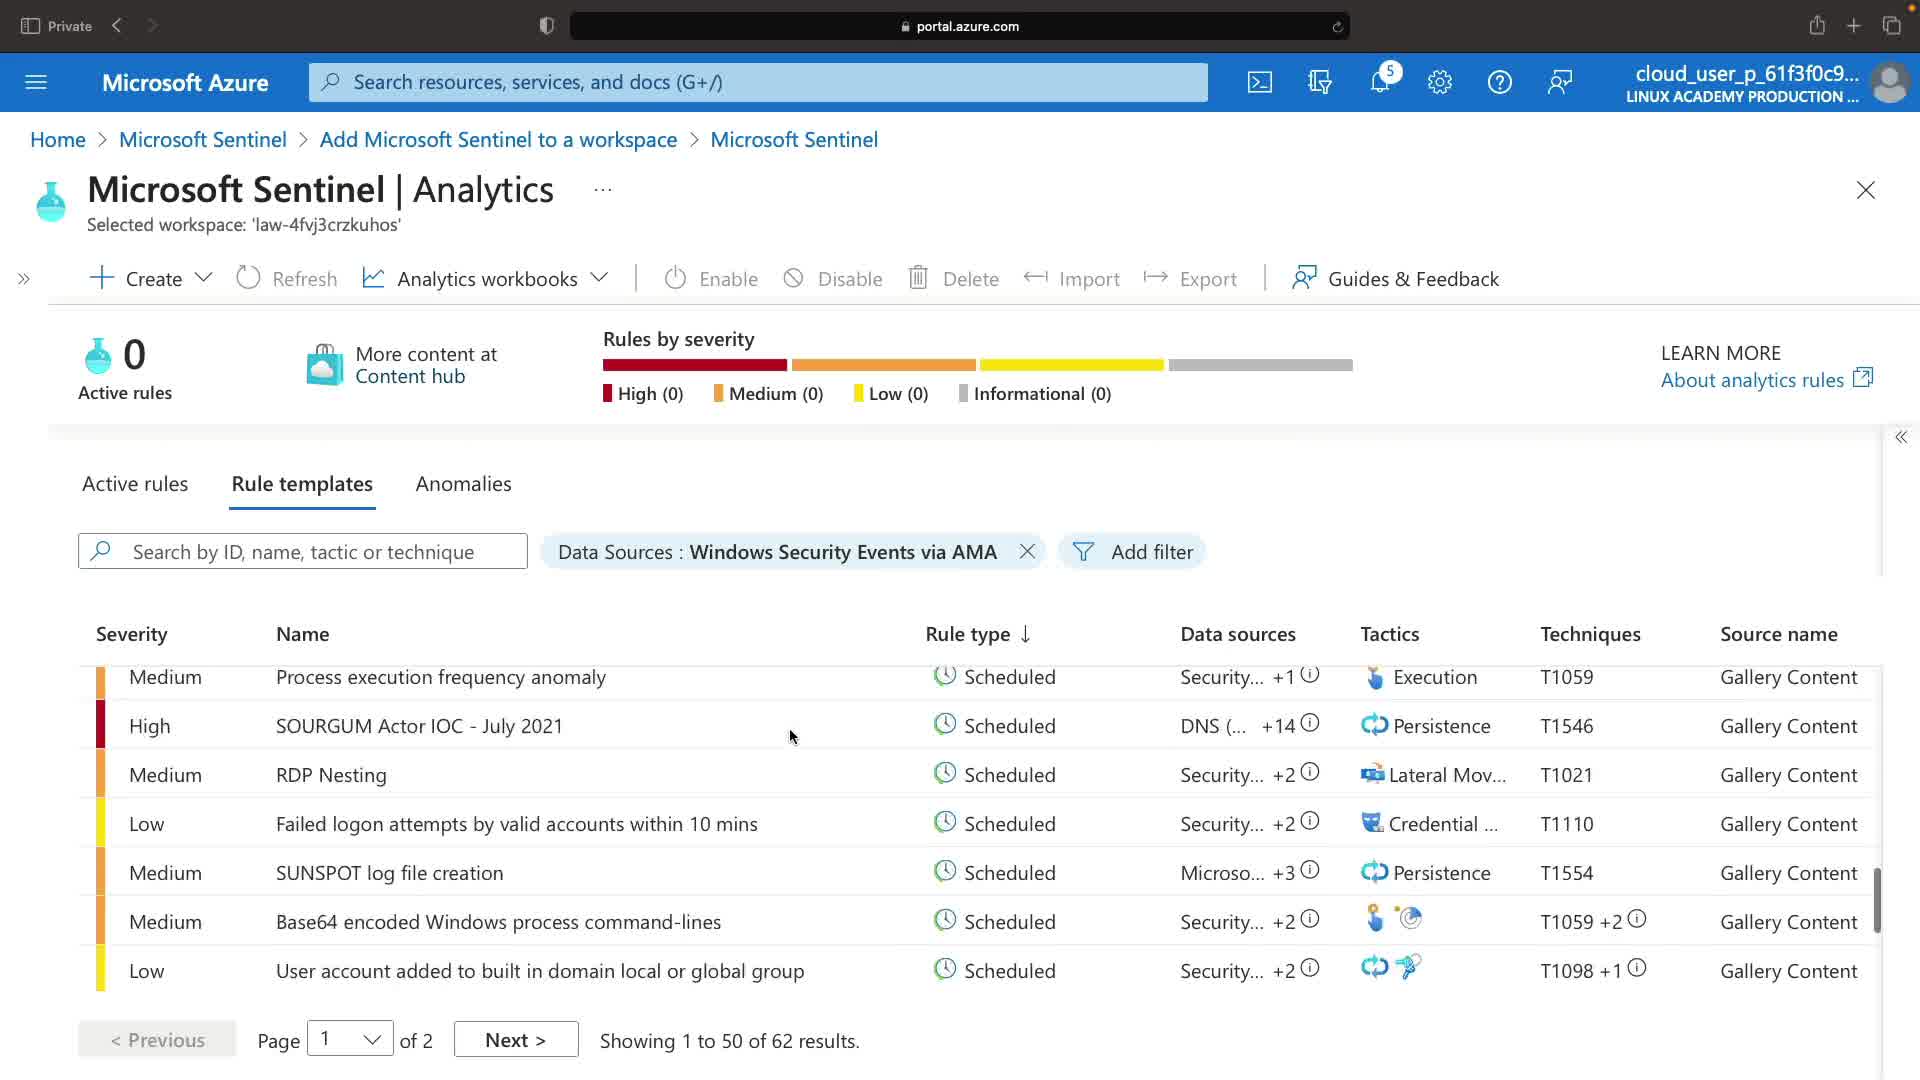 Private
portal.azure.com
Microsoft Azure
Search resources, services, and docs (G+/)
5
cloud_user_p_61f3f0c9...
LINUX ACADEMY PRODUCTION ...
Home > Microsoft Sentinel > Add Microsoft Sentinel to a workspace > Microsoft Sentinel
Microsoft Sentinel | Analytics ...
Selected workspace: 'law-4fvj3crzkuhos'
Create Refresh Analytics workbooks Enable Disable Delete Import Export Guides & Feedback
0
Active rules
More content at
Content hub
Rules by severity
High (0) Medium (0) Low (0) Informational (0)
LEARN MORE
About analytics rules
Active rules Rule templates Anomalies
Search by ID, name, tactic or technique
Data Sources : Windows Security Events via AMA
Add filter
Severity Name Rule type Data sources Tactics Techniques Source name
Medium Process execution frequency anomaly Scheduled Security... +1 Execution T1059 Gallery Content
High SOURGUM Actor IOC - July 2021 Scheduled DNS (... +14 Persistence T1546 Gallery Content
Medium RDP Nesting Scheduled Security... +2 Lateral Mov... T1021 Gallery Content
Low Failed logon attempts by valid accounts within 10 mins Scheduled Security... +2 Credential ... T1110 Gallery Content
Medium SUNSPOT log file creation Scheduled Microso... +3 Persistence T1554 Gallery Content
Medium Base64 encoded Windows process command-lines Scheduled Security... +2 T1059 +2 Gallery Content
Low User account added to built in domain local or global group Scheduled Security... +2 T1098 +1 Gallery Content
< Previous Page 1 of 2 Next > Showing 1 to 50 of 62 results.